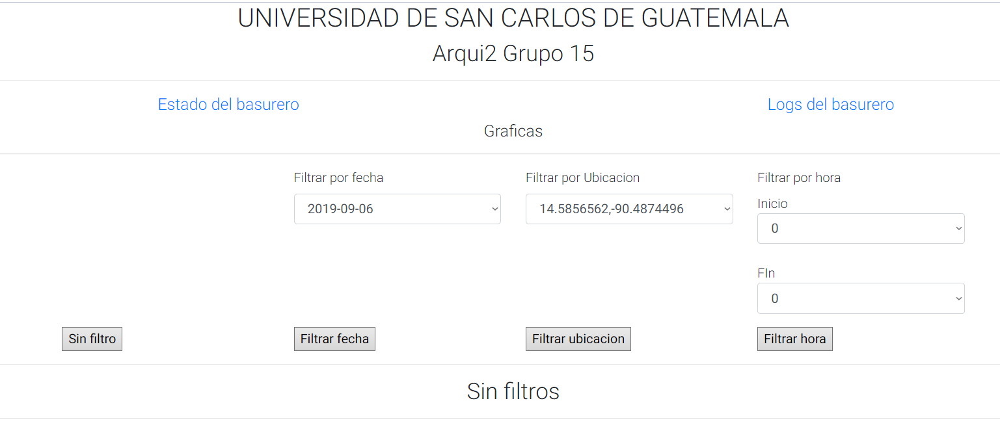 UNIVERSIDAD DE SAN CARLOS DE GUATEMALA
Arqui2 Grupo 15
Estado del basurero
Logs del basurero
Graficas
Filtrar por fecha
2019-09-06
Filtrar por Ubicacion
14.5856562,-90.4874496
Filtrar por hora
Inicio
0
FIn
0
Sin filtro
Filtrar fecha
Filtrar ubicacion
Filtrar hora
Sin filtros